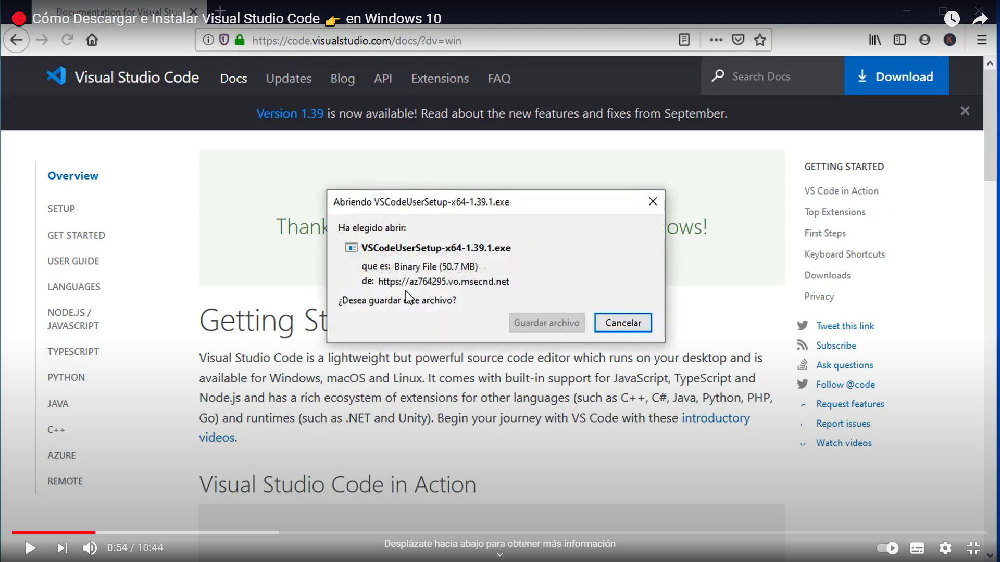 Documentation for Visual Stud
Cómo Descargar e Instalar Visual Studio Code 👉 en Windows 10
https://code.visualstudio.com/docs/?dv=win
K
Visual Studio Code
Docs
Updates
Blog
API
Extensions
FAQ
Search Docs
Download
Version 1.39 is now available! Read about the new features and fixes from September.
Overview
SETUP
GET STARTED
USER GUIDE
LANGUAGES
NODE.JS /
JAVASCRIPT
TYPESCRIPT
PYTHON
JAVA
C++
AZURE
REMOTE
Thank
ows!
Abriendo VSCodeUserSetup-x64-1.39.1.exe
Ha elegido abrir:
VSCodeUserSetup-x64-1.39.1.exe
que es: Binary File (50.7 MB)
de: https://az764295.vo.msecnd.net
¿Desea guardar este archivo?
Guardar archivo
Cancelar
Getting St
Visual Studio Code is a lightweight but powerful source code editor which runs on your desktop and is
available for Windows, macOS and Linux. It comes with built-in support for JavaScript, TypeScript and
Node.js and has a rich ecosystem of extensions for other languages (such as C++, C#, Java, Python, PHP,
Go) and runtimes (such as .NET and Unity). Begin your journey with VS Code with these introductory
videos.
Visual Studio Code in Action
GETTING STARTED
VS Code in Action
Top Extensions
First Steps
Keyboard Shortcuts
Downloads
Privacy
Tweet this link
Subscribe
Ask questions
Follow @code
Request features
Report issues
Watch videos
0:54 / 10:44
Desplázate hacia abajo para obtener más información